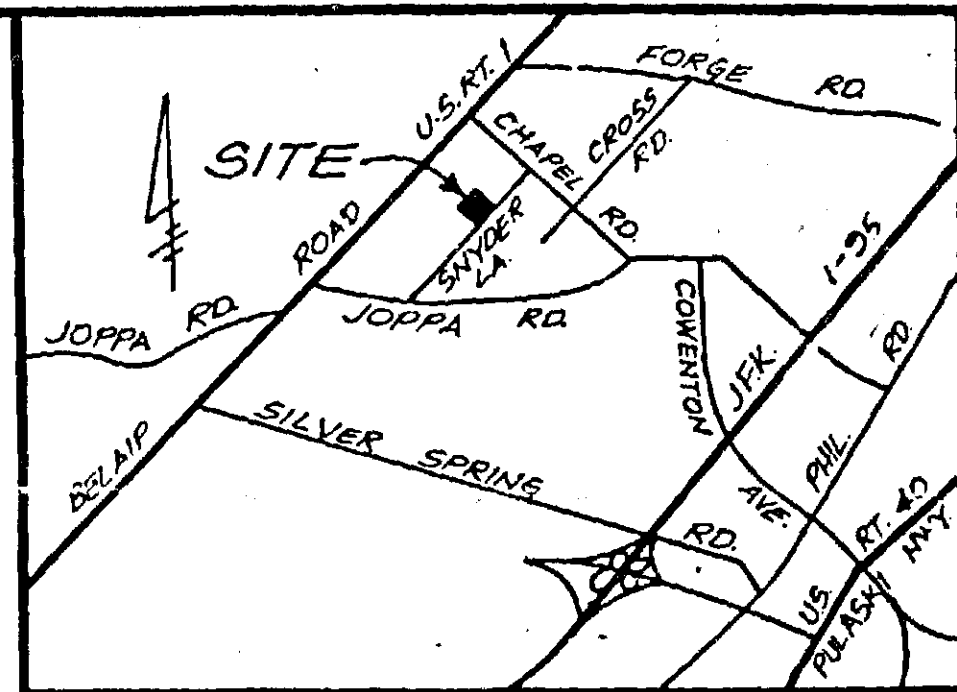 FORGE RD.
U.S. RT. 1
CHAPEL RD.
CROSS RD.
SITE
SNYDER LA.
BELAIR ROAD
JOPPA RD.
JOPPA RD.
COWENTON AVE.
J.F.K. I-95
PHIL. RD.
SILVER SPRING RD.
U.S. RT. 40
PULASKI HWY.